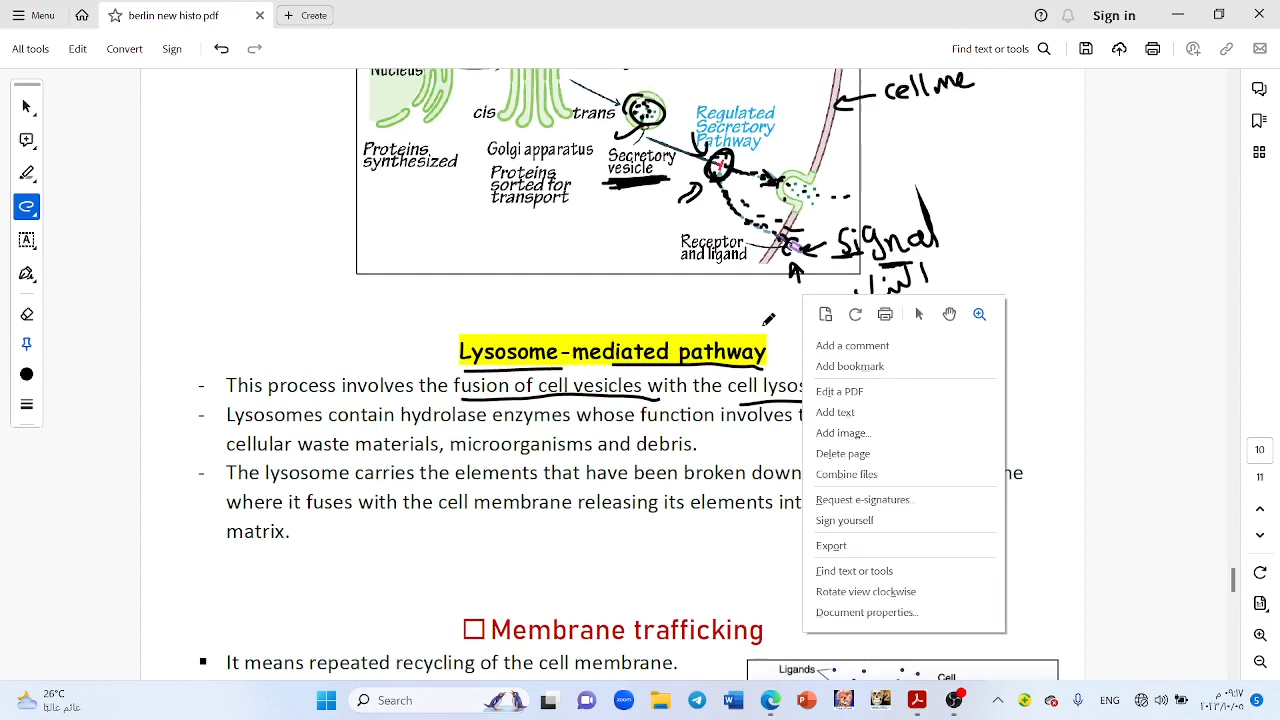 Menu
berlin new histo pdf
Create
Sign in
All tools
Edit
Convert
Sign
Find text or tools
Nucleus
cis
trans
cell me
Regulated
Secretory
Pathway
Proteins
synthesized
Golgi apparatus
Secretory
vesicle
Proteins
sorted for
transport
Receptor
and ligand
signal
Lysosome-mediated pathway
- This process involves the fusion of cell vesicles with the cell lysos
- Lysosomes contain hydrolase enzymes whose function involves t
cellular waste materials, microorganisms and debris.
- The lysosome carries the elements that have been broken down
where it fuses with the cell membrane releasing its elements int
matrix.
Add a comment
Add bookmark
Edit a PDF
Add text
Add image...
Delete page
Combine files
Request e-signatures...
Sign yourself
Export
Find text or tools
Rotate view clockwise
Document properties...
10
11
Membrane trafficking
▪ It means repeated recycling of the cell membrane.
Ligands
Cell
26°C
Search
zoom
ENG
5